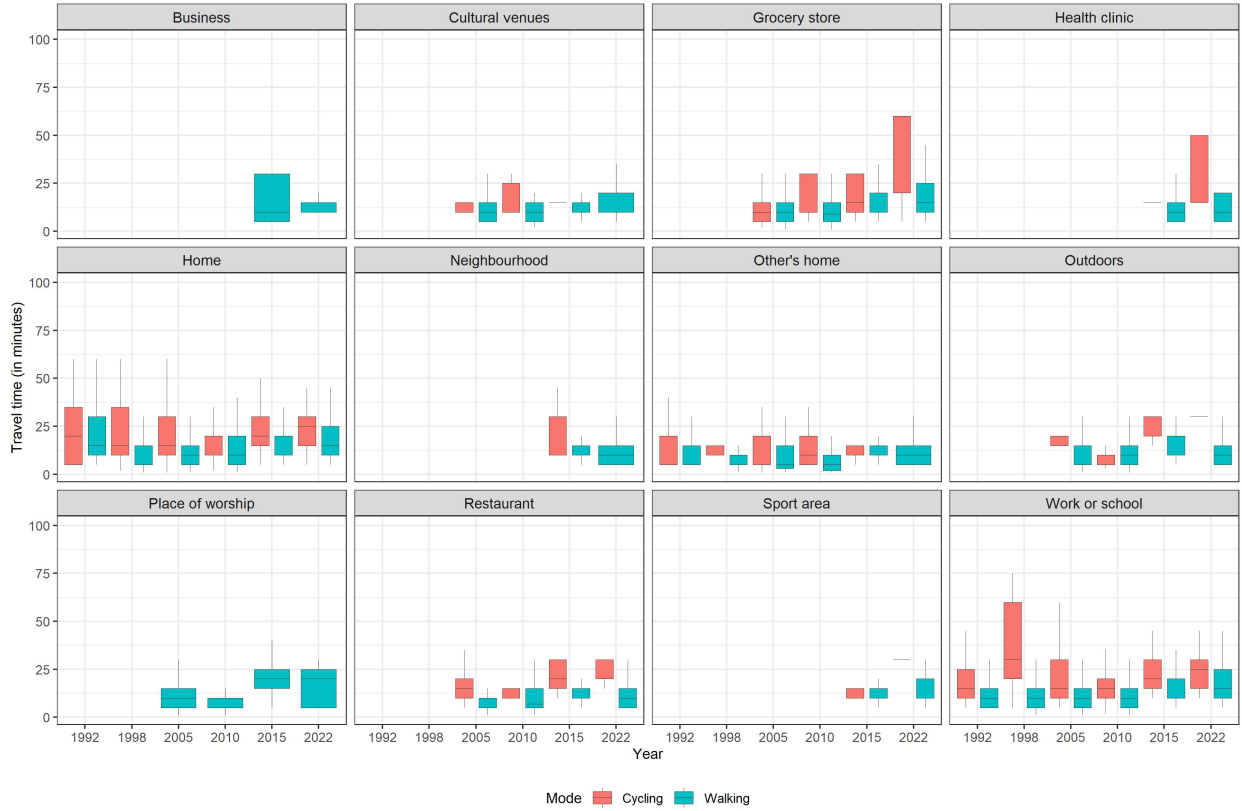 Business Cultural venues Grocery store Health clinic
100
75
50
25
0
Home Neighbourhood Other's home Outdoors
100
75
50
25
0
Travel time (in minutes)
Place of worship Restaurant Sport area Work or school
100
75
50
25
0
1992 1998 2005 2010 2015 2022 1992 1998 2005 2010 2015 2022 1992 1998 2005 2010 2015 2022 1992 1998 2005 2010 2015 2022
Year
Mode Cycling Walking